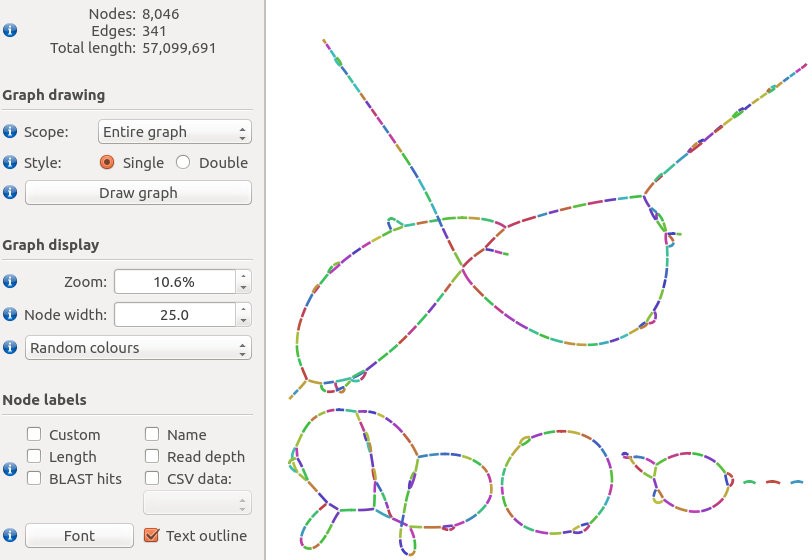 Nodes: 8,046
Edges: 341
Total length: 57,099,691
Graph drawing
Scope: Entire graph
Style: Single Double
Draw graph
Graph display
Zoom: 10.6%
Node width: 25.0
Random colours
Node labels
Custom Name
Length Read depth
BLAST hits CSV data:
Font Text outline